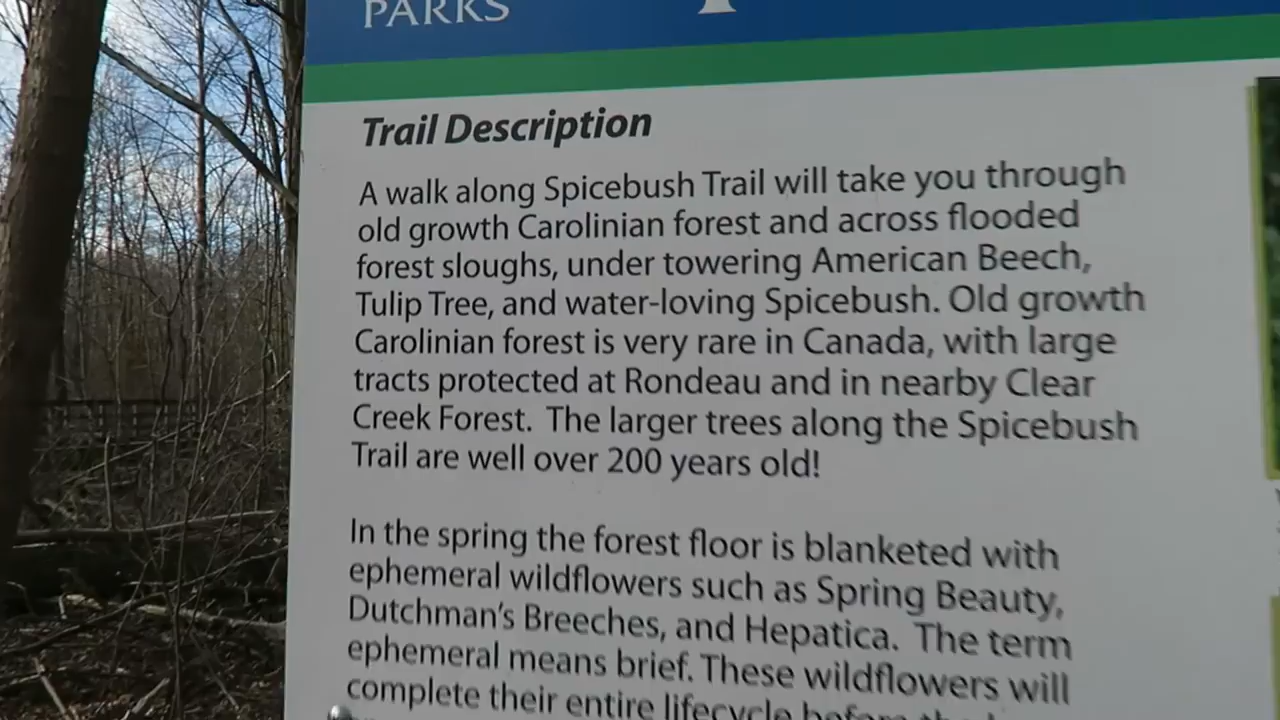 PARKS
Trail Description
A walk along Spicebush Trail will take you through
old growth Carolinian forest and across flooded
forest sloughs, under towering American Beech,
Tulip Tree, and water-loving Spicebush. Old growth
Carolinian forest is very rare in Canada, with large
tracts protected at Rondeau and in nearby Clear
Creek Forest. The larger trees along the Spicebush
Trail are well over 200 years old!
In the spring the forest floor is blanketed with
ephemeral wildflowers such as Spring Beauty,
Dutchman's Breeches, and Hepatica. The term
ephemeral means brief. These wildflowers will
complete their entire lifecycle before the